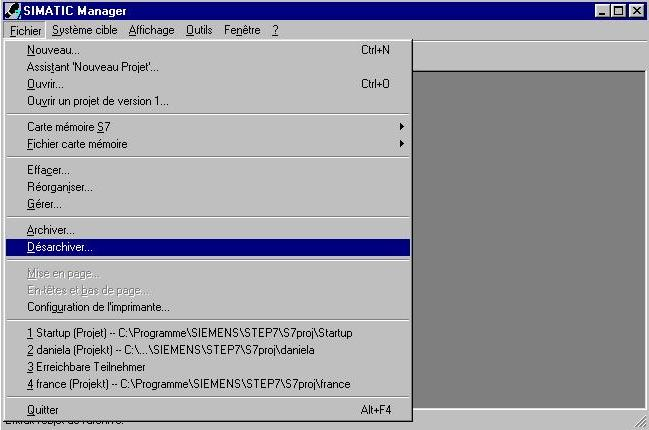 SIMATIC Manager
Fichier Système cible Affichage Outils Fenêtre ?
Nouveau... Ctrl+N
Assistant 'Nouveau Projet'...
Ouvrir... Ctrl+O
Ouvrir un projet de version 1...
Carte mémoire S7
Fichier carte mémoire
Effacer...
Réorganiser...
Gérer...
Archiver...
Désarchiver...
Mise en page...
En-têtes et bas de page...
Configuration de l'imprimante...
1 Startup (Projet) -- C:\Programme\SIEMENS\STEP7\S7proj\Startup
2 daniela (Projekt) -- C:\...\SIEMENS\STEP7\S7proj\daniela
3 Erreichbare Teilnehmer
4 france (Projekt) -- C:\Programme\SIEMENS\STEP7\S7proj\france
Quitter Alt+F4